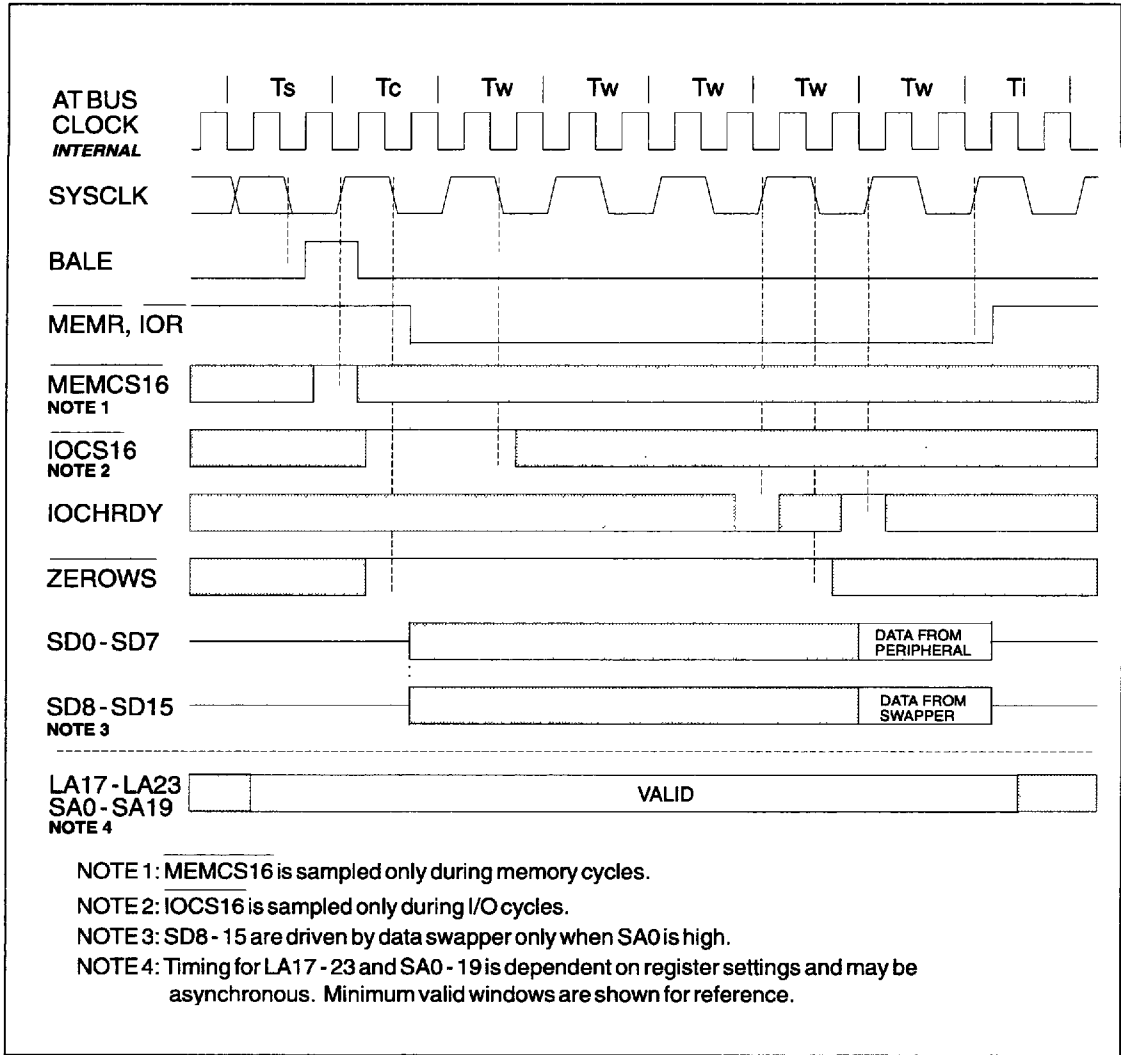 Ts Tc Tw Tw Tw Tw Tw Ti
AT BUS
CLOCK
INTERNAL
SYSCLK
BALE
MEMR, IOR
MEMCS16
NOTE 1
IOCS16
NOTE 2
IOCHRDY
ZEROWS
SD0 - SD7
DATA FROM
PERIPHERAL
SD8 - SD15
NOTE 3
DATA FROM
SWAPPER
LA17 - LA23
SA0 - SA19
NOTE 4
VALID
NOTE 1: MEMCS16 is sampled only during memory cycles.
NOTE 2: IOCS16 is sampled only during I/O cycles.
NOTE 3: SD8 - 15 are driven by data swapper only when SA0 is high.
NOTE 4: Timing for LA17 - 23 and SA0 - 19 is dependent on register settings and may be
asynchronous. Minimum valid windows are shown for reference.